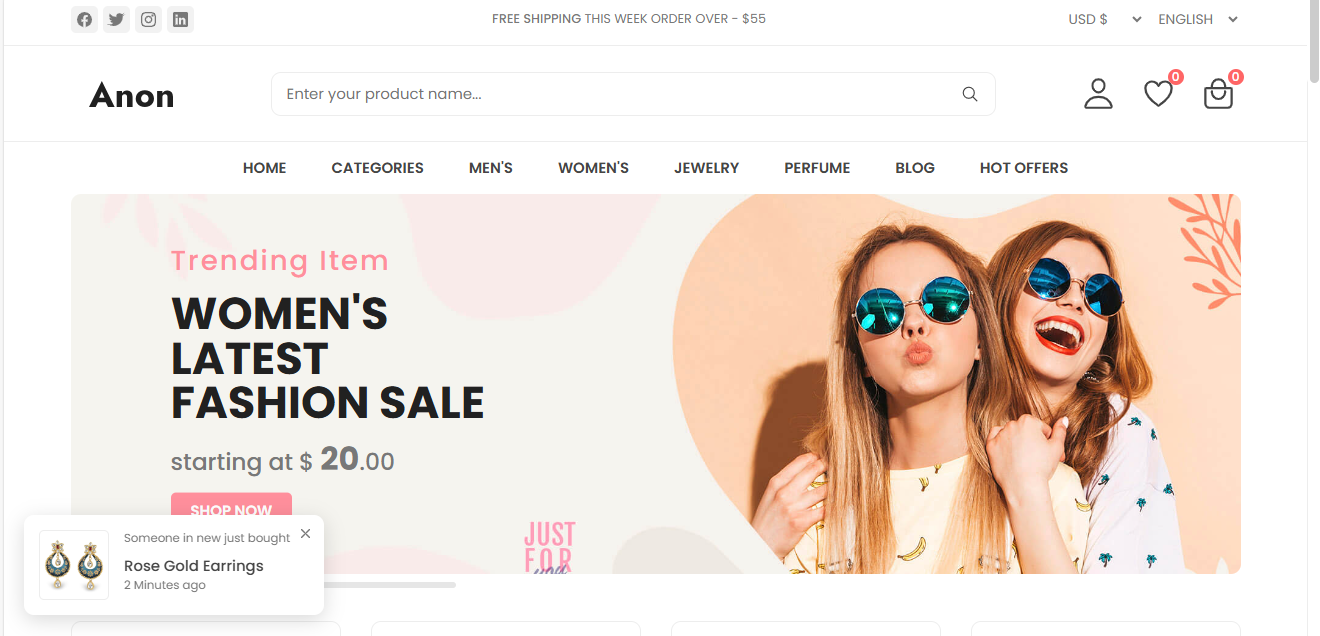 FREE SHIPPING THIS WEEK ORDER OVER - $55
USD $
ENGLISH
Anon
Enter your product name...
0
0
HOME
CATEGORIES
MEN'S
WOMEN'S
JEWELRY
PERFUME
BLOG
HOT OFFERS
Trending Item
WOMEN'S
LATEST
FASHION SALE
starting at $ 20.00
SHOP NOW
JUST
FOR
you
Someone in new just bought
Rose Gold Earrings
2 Minutes ago